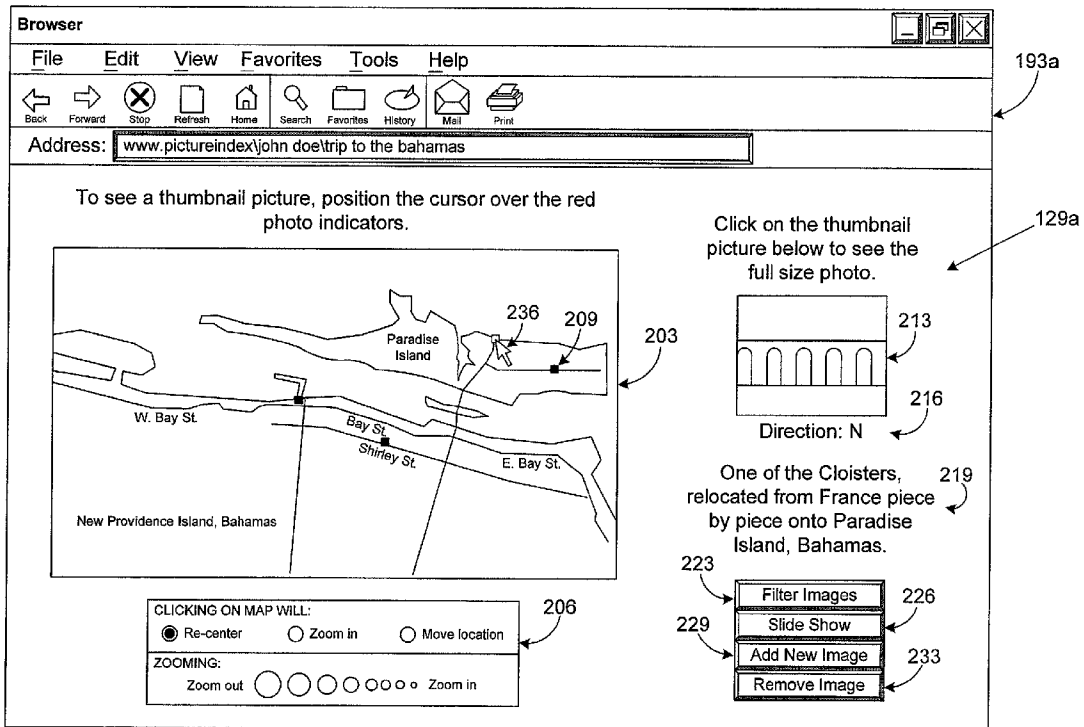 Browser
File Edit View Favorites Tools Help
193a
Back Forward Stop Refresh Home Search Favorites History Mail Print
Address: www.pictureindex\john doe\trip to the bahamas
To see a thumbnail picture, position the cursor over the red
photo indicators.
129a
Click on the thumbnail
picture below to see the
full size photo.
236
209
203
213
Paradise
Island
W. Bay St.
Bay St.
Shirley St.
E. Bay St.
New Providence Island, Bahamas
Direction: N
216
One of the Cloisters,
relocated from France piece
by piece onto Paradise
Island, Bahamas.
219
223
Filter Images
226
Slide Show
229
Add New Image
233
Remove Image
CLICKING ON MAP WILL:
206
Re-center Zoom in Move location
ZOOMING:
Zoom out Zoom in